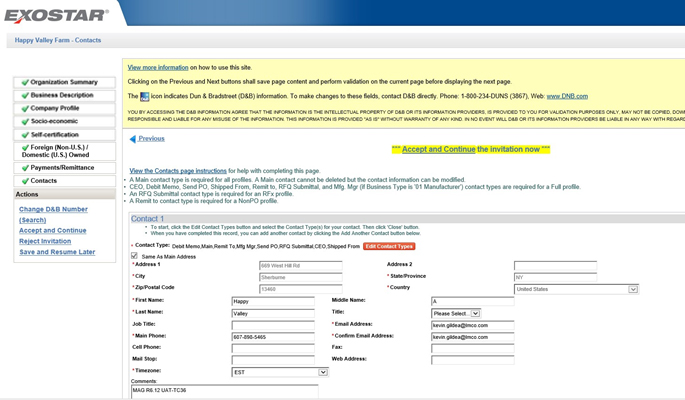 EXOSTAR®
Happy Valley Farm - Contacts
Organization Summary
Business Description
Company Profile
Socio-economic
Self-certification
Foreign (Non-U.S.) /
Domestic (U.S.) Owned
Payments/Remittance
Contacts
Actions
Change D&B Number
(Search)
Accept and Continue
Reject Invitation
Save and Resume Later
View more information on how to use this site.
Clicking on the Previous and Next buttons shall save page content and perform validation on the current page before displaying the next page.
The icon indicates Dun & Bradstreet (D&B) information. To make changes to these fields, contact D&B directly. Phone: 1-800-234-DUNS (3867), Web: www.DNB.com
YOU BY ACCESSING THE D&B INFORMATION AGREE THAT THE INFORMATION IS THE INTELLECTUAL PROPERTY OF D&B OR ITS INFORMATION PROVIDERS, IS PROVIDED TO YOU FOR VALIDATION PURPOSES ONLY, MAY NOT BE COPIED, DOW
RESPONSIBLE AND LIABLE FOR ANY MISUSE OF THE INFORMATION. THIS INFORMATION IS PROVIDED "AS IS" WITHOUT WARRANTY OF ANY KIND. IN NO EVENT WILL D&B OR ITS INFORMATION PROVIDERS BE LIABLE IN ANY WAY WITH REGARD
Previous
*** Accept and Continue the invitation now ***
View the Contacts page instructions for help with completing this page.
• A Main contact type is required for all profiles. A Main contact cannot be deleted but the contact information can be modified.
• CEO, Debit Memo, Send PO, Shipped From, Remit to, RFQ Submittal, and Mfg. Mgr (if Business Type is '01 Manufacturer') contact types are required for a Full profile.
• An RFQ Submittal contact type is required for an RFx profile.
• A Remit to contact type is required for a NonPO profile.
Contact 1
• To start, click the Edit Contact Types button and select the Contact Type(s) for your contact. Then click 'Close' button.
• When you have completed this record, you can add another contact by clicking the Add Another Contact button below.
• Contact Type: Debit Memo,Main,Remit To,Mfg Mgr,Send PO,RFQ Submittal,CEO,Shipped From Edit Contact Types
Same As Main Address
*Address 1 669 West Hill Rd Address 2
*City Sherburne *State/Province NY
*Zip/Postal Code 13460 *Country United States
*First Name: Happy Middle Name: A
*Last Name: Valley Title: Please Select...
Job Title: *Email Address: kevin.gildea@lmco.com
*Main Phone: 607-898-5465 *Confirm Email Address: kevin.gildea@lmco.com
Cell Phone: Fax:
Mail Stop: Web Address:
*Timezone: EST
Comments:
MAG R6.12 UAT-TC36